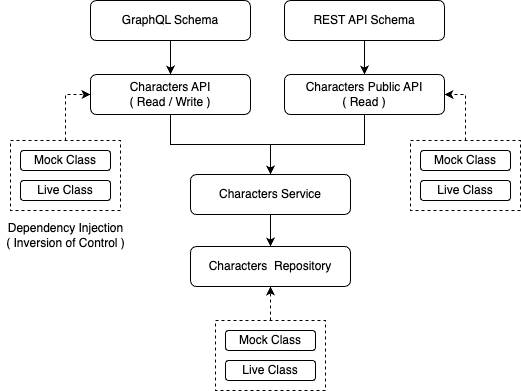 GraphQL Schema
REST API Schema
Characters API
( Read / Write )
Characters Public API
( Read )
Mock Class
Live Class
Mock Class
Live Class
Characters Service
Dependency Injection
( Inversion of Control )
Characters Repository
Mock Class
Live Class